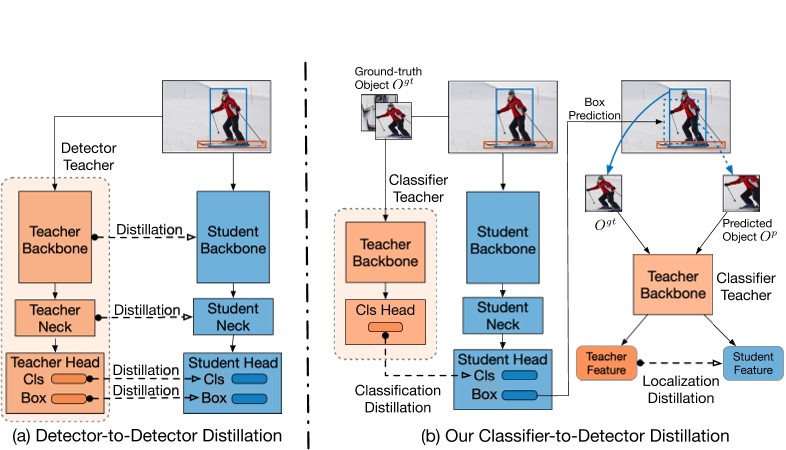 Detector
Teacher
Teacher
Backbone
Distillation
Student
Backbone
Teacher
Neck
Distillation
Student
Neck
Teacher Head
Cls
Box
Distillation
Distillation
Student Head
Cls
Box
(a) Detector-to-Detector Distillation
Ground-truth
Object O^{gt}
Classifier
Teacher
Teacher
Backbone
Cls Head
Student
Backbone
Student
Neck
Student Head
Cls
Box
Classification
Distillation
Box
Prediction
O^{gt}
Predicted
Object O^{p}
Teacher
Backbone
Classifier
Teacher
Teacher
Feature
Student
Feature
Localization
Distillation
(b) Our Classifier-to-Detector Distillation